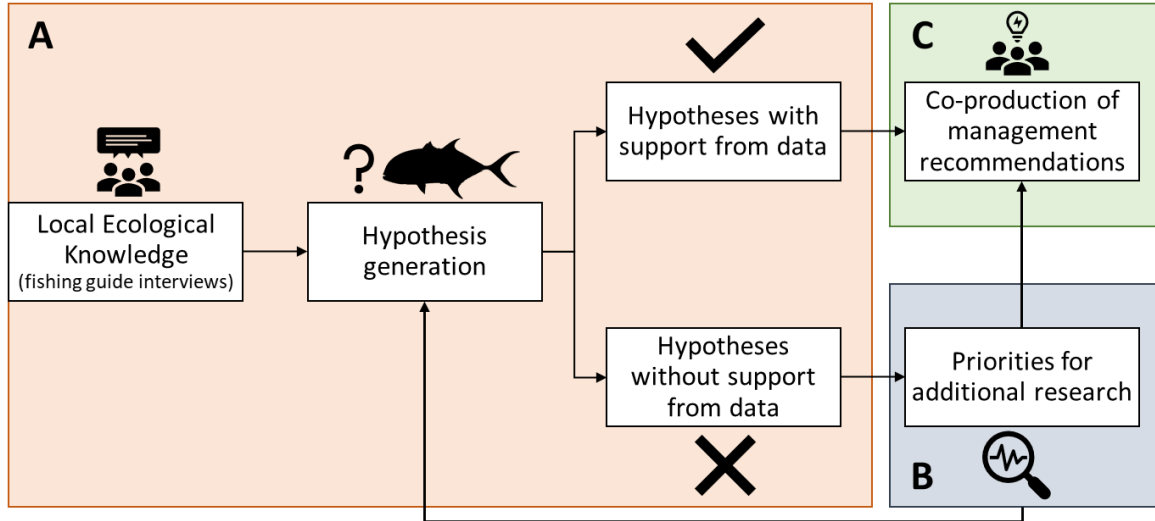 A
Local Ecological
Knowledge
(fishing guide interviews)
?
Hypothesis
generation
Hypotheses with
support from data
Hypotheses
without support
from data
C
Co-production of
management
recommendations
Priorities for
additional research
B